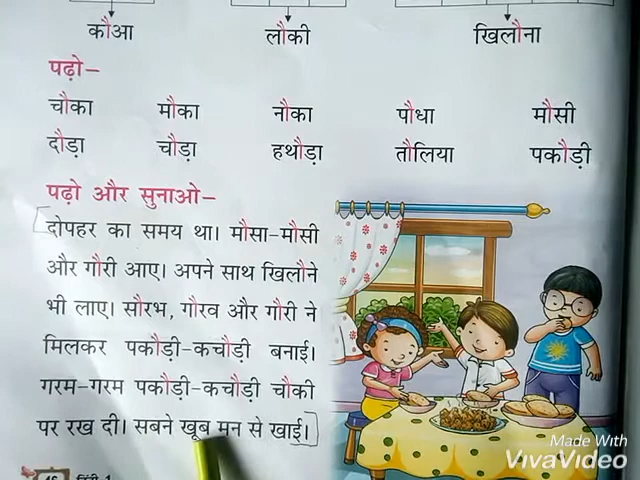 कौआ लौकी खिलौना
पढ़ो–
चौका मौका नौका पौधा मौसी
दौड़ा चौड़ा हथौड़ा तौलिया पकौड़ी
पढ़ो और सुनाओ–
दोपहर का समय था। मौसा-मौसी
और गौरी आए। अपने साथ खिलौने
भी लाए। सौरभ, गौरव और गौरी ने
मिलकर पकौड़ी-कचौड़ी बनाई।
गरम-गरम पकौड़ी-कचौड़ी चौकी
पर रख दी। सबने खूब मन से खाई।
Made With
VivaVideo